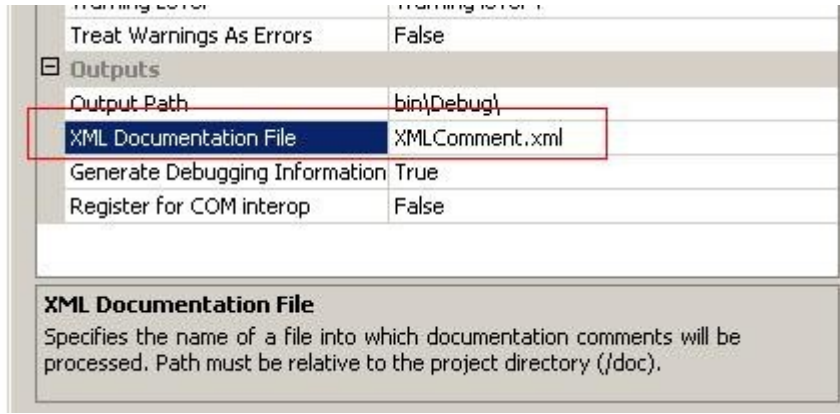 Treat Warnings As Errors False
Outputs
Output Path bin\Debug\
XML Documentation File XMLComment.xml
Generate Debugging Information True
Register for COM interop False
XML Documentation File
Specifies the name of a file into which documentation comments will be
processed. Path must be relative to the project directory (/doc).